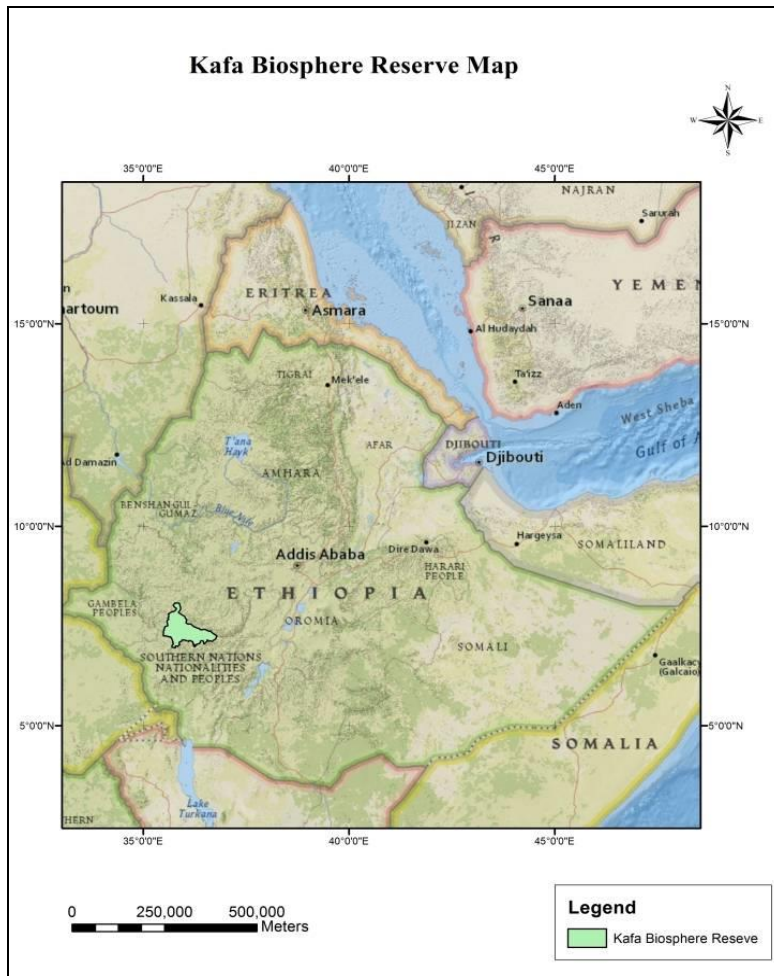 Kafa Biosphere Reserve Map
N
W
E
S
35°0'0"E
40°0'0"E
45°0'0"E
NAJRAN
JIZAN
Sarurah
ERITREA
Kassala
Asmara
Sanaa
YEMEN
artoum
15°0'0"N
15°0'0"N
Al Hudaydah
TIGRAI
Mek'ele
Ta'izz
Aden
West Sheba
Gulf of A
T'ana
Hayk'
AFAR
DJIBOUTI
Djibouti
Ad Damazin
AMHARA
BENSHANGUL-
GUMAZ
Blue Nile
10°0'0"N
10°0'0"N
Addis Ababa
Dire Dawa
HARARI
PEOPLE
Hargeysa
SOMALILAND
ETHIOPIA
GAMBELA
PEOPLES
OROMIA
SOMALI
SOUTHERN NATIONS
NATIONALITIES
AND PEOPLES
Gaalkacy
(Galcaio)
5°0'0"N
5°0'0"N
SOMALIA
Lake
Turkana
HERN
35°0'0"E
40°0'0"E
45°0'0"E
0 250,000 500,000
Meters
Legend
Kafa Biosphere Reseve